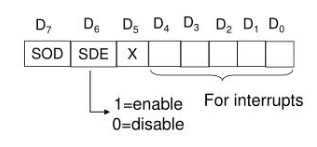 D7 D6 D5 D4 D3 D2 D1 D0
SOD SDE X
1=enable For interrupts
0=disable